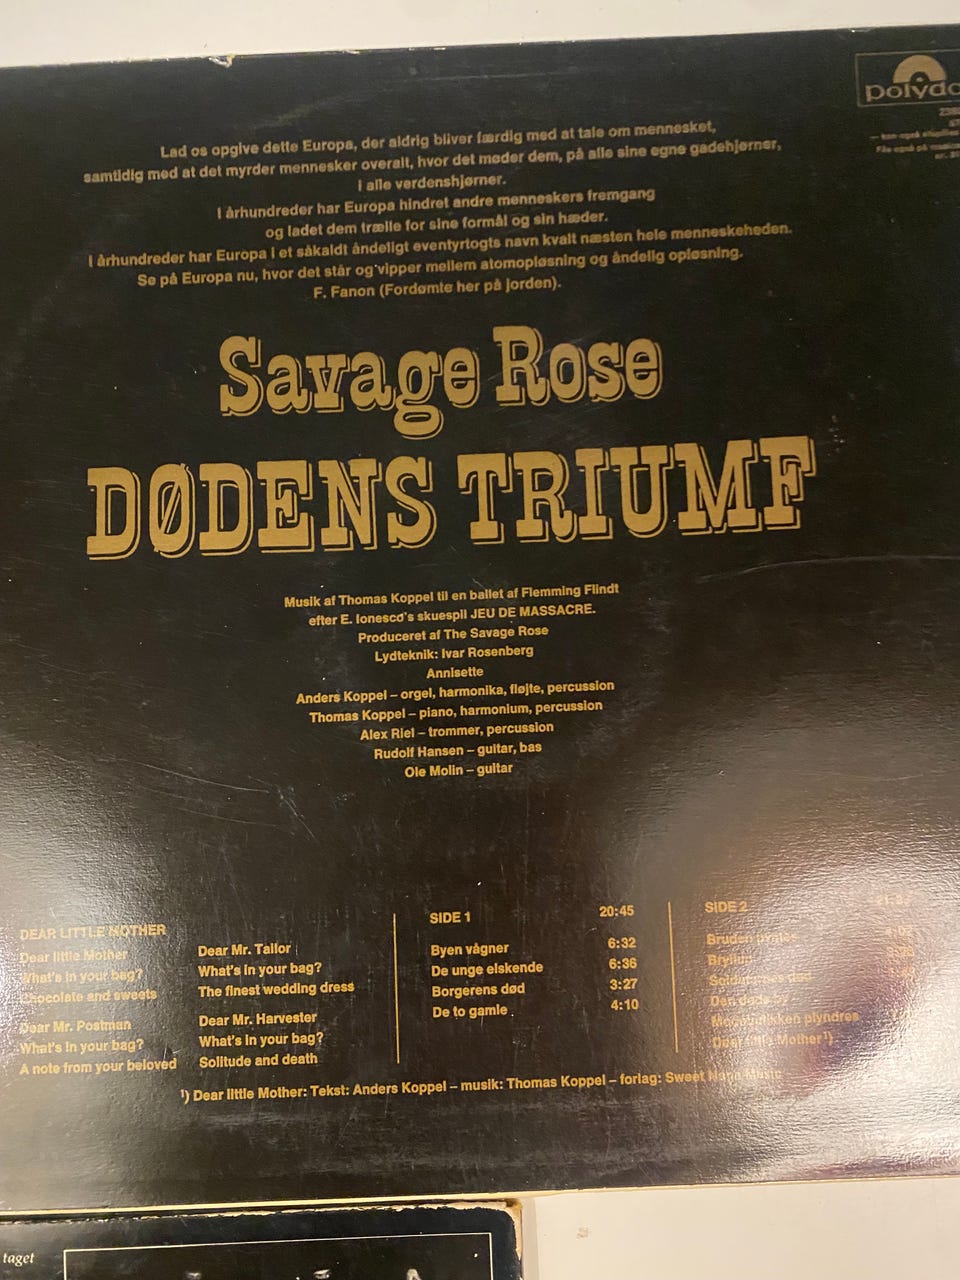 polydo
Lad os opgive dette Europa, der aldrig bliver færdig med at tale om mennesket,
samtidig med at det myrder mennesker overalt, hvor det møder dem, på alle sine egne gadehjørner,
i alle verdenshjørner.
I århundreder har Europa hindret andre menneskers fremgang
og ladet dem trælle for sine formål og sin hæder.
I århundreder har Europa i et såkaldt åndeligt eventyrtogts navn kvalt næsten hele menneskeheden.
Se på Europa nu, hvor det står og vipper mellem atomopløsning og åndelig opløsning.
F. Fanon (Fordømte her på jorden).
Savage Rose
DØDENS TRIUMF
Musik af Thomas Koppel til en ballet af Flemming Flindt
efter E. Ionesco's skuespil JEU DE MASSACRE.
Produceret af The Savage Rose
Lydteknik: Ivar Rosenberg
Annisette
Anders Koppel – orgel, harmonika, fløjte, percussion
Thomas Koppel – piano, harmonium, percussion
Alex Riel – trommer, percussion
Rudolf Hansen – guitar, bas
Ole Molin – guitar
DEAR LITTLE MOTHER
Dear little Mother
What's in your bag?
Chocolate and sweets
Dear Mr. Postman
What's in your bag?
A note from your beloved
Dear Mr. Tailor
What's in your bag?
The finest wedding dress
Dear Mr. Harvester
What's in your bag?
Solitude and death
SIDE 1 20:45
Byen vågner 6:32
De unge elskende 6:36
Borgerens død 3:27
De to gamle 4:10
SIDE 2
Bruden pyntes
Bryllup
Soldaternes død
Den døde by
Modebutikken plyndres
Dear little Mother¹)
¹) Dear little Mother: Tekst: Anders Koppel – musik: Thomas Koppel – forlag: Sweet Music
taget